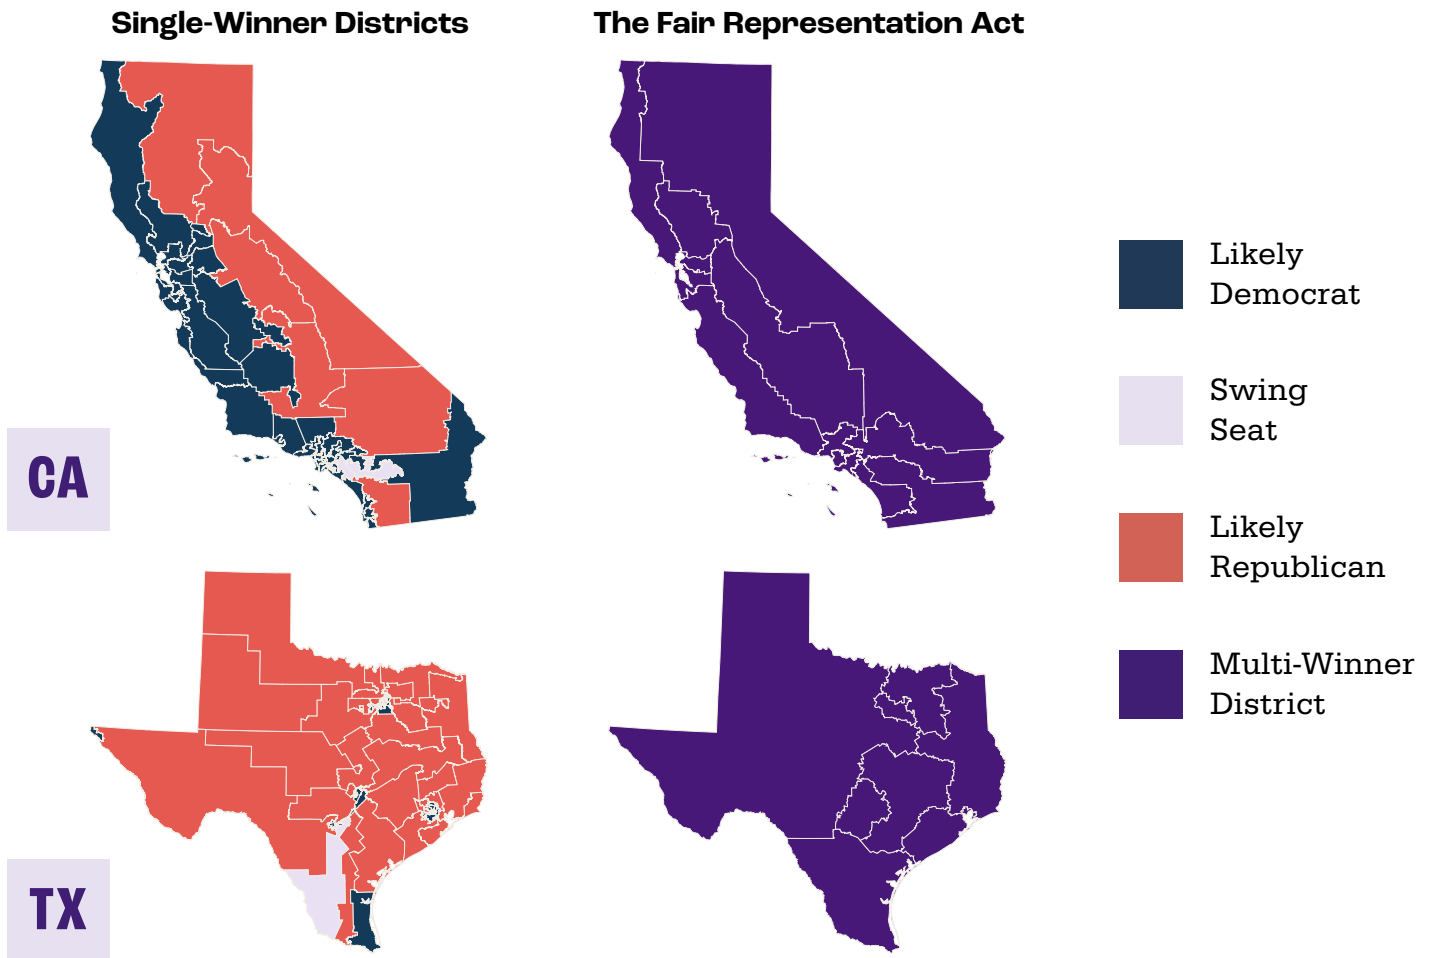 Single-Winner Districts
The Fair Representation Act
CA
TX
Likely
Democrat
Swing
Seat
Likely
Republican
Multi-Winner
District